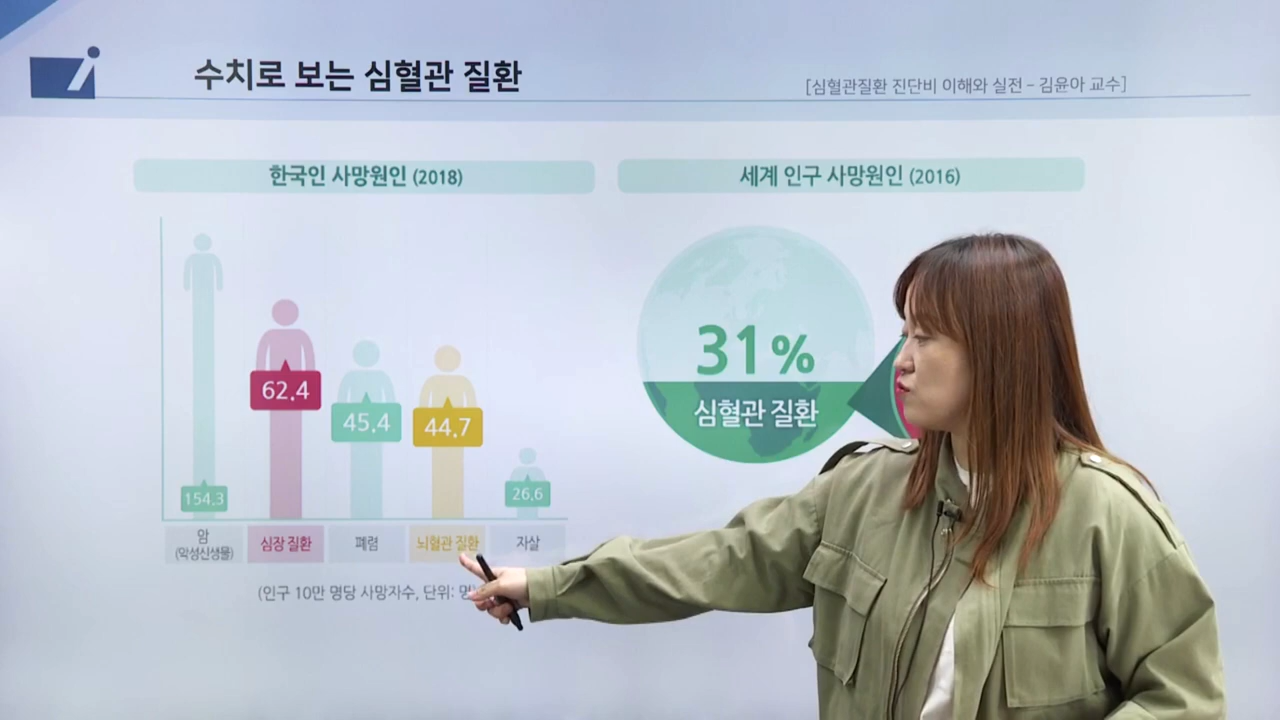 수치로 보는 심혈관 질환
[심혈관질환 진단비 이해와 실전 – 김윤아 교수]
한국인 사망원인 (2018)
세계 인구 사망원인 (2016)
62.4
45.4
44.7
154.3
26.6
암
(악성신생물)
심장 질환
폐렴
뇌혈관 질환
자살
(인구 10만 명당 사망자수, 단위: 명
31%
심혈관 질환